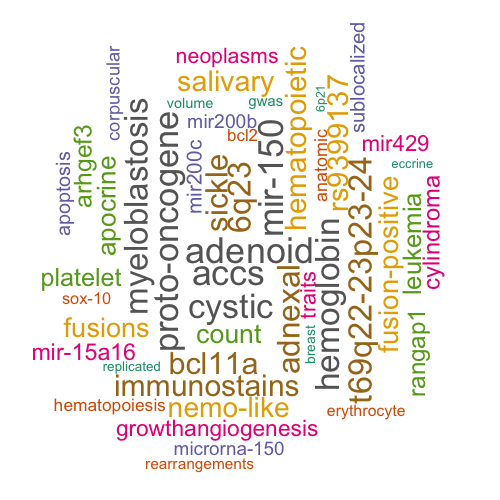 neoplasms
salivary
corpuscular
volume
gwas
6p21
sublocalized
hematopoietic
rs9399137
mir200b
bcl2
mir-150
anatomic
mir429
eccrine
apoptosis
arhgef3
apocrine
myeloblastosis
proto-oncogene
mir200c
sickle
6q23
t69q22-23p23-24
fusion-positive
leukemia
cylindroma
adenoid
accs
cystic
count
adnexal
traits
hemoglobin
breast
rangap1
platelet
sox-10
fusions
mir-15a16
replicated
bcl11a
immunostains
hematopoiesis
nemo-like
erythrocyte
growthangiogenesis
microrna-150
rearrangements